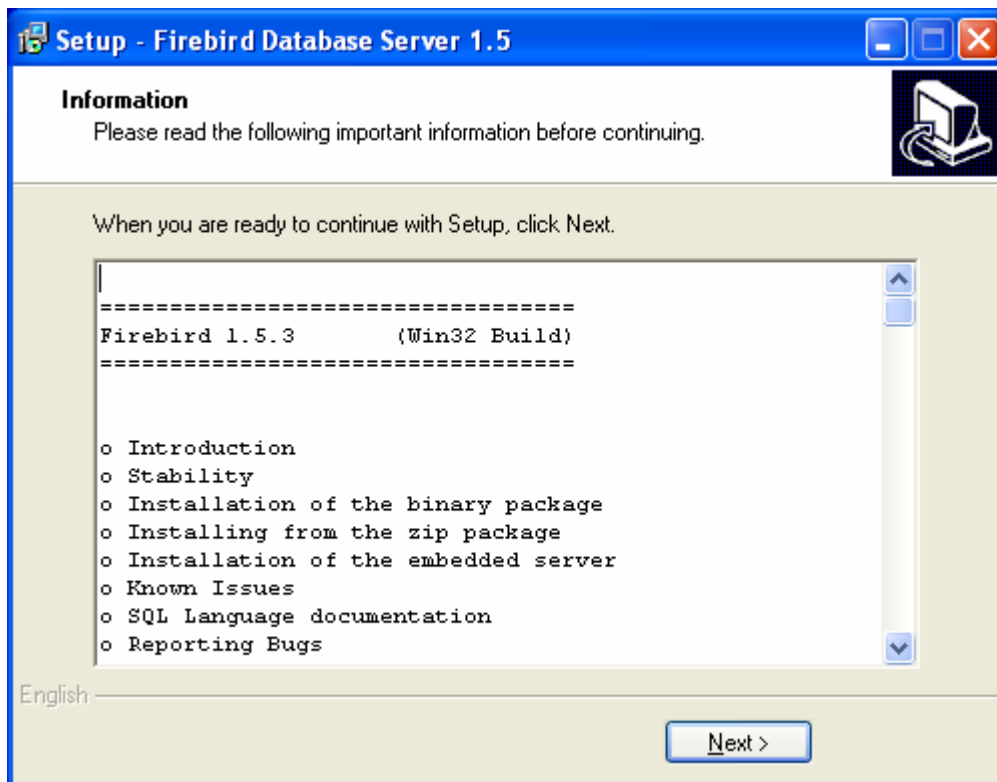 Setup - Firebird Database Server 1.5
Information
Please read the following important information before continuing.
When you are ready to continue with Setup, click Next.
==================================
Firebird 1.5.3 (Win32 Build)
==================================
o Introduction
o Stability
o Installation of the binary package
o Installing from the zip package
o Installation of the embedded server
o Known Issues
o SQL Language documentation
o Reporting Bugs
English
Next >